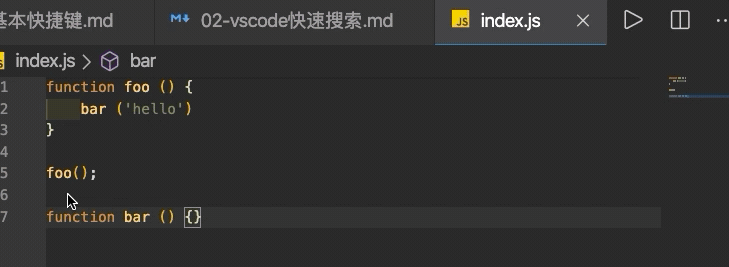 基本快捷键.md 02-vscode快速搜索.md JS index.js
index.js > bar
1 function foo () {
2 bar ('hello')
3 }
4
5 foo();
6
7 function bar () {}